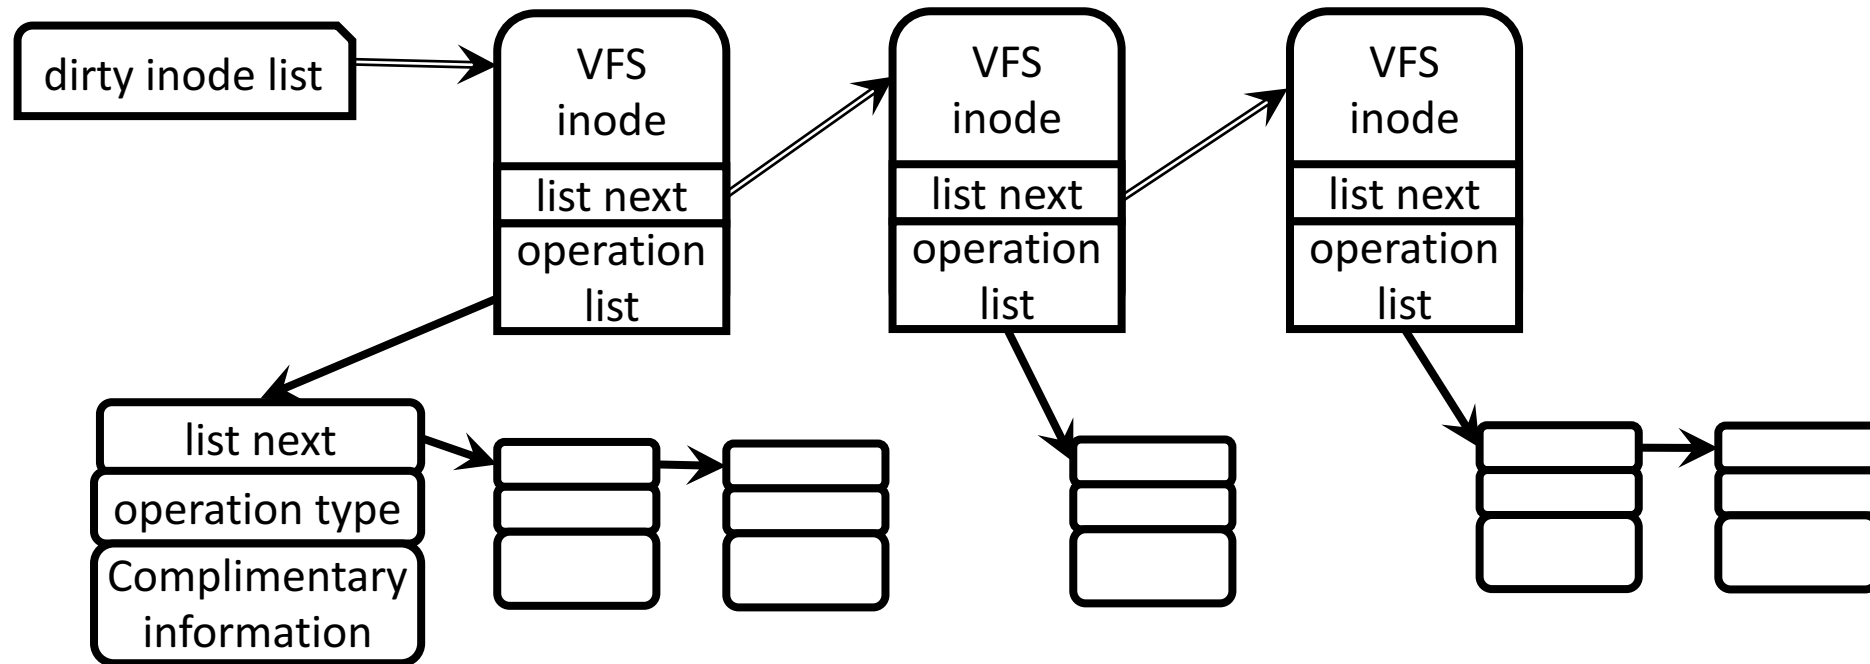 dirty inode list
VFS
inode
list next
operation
list
VFS
inode
list next
operation
list
VFS
inode
list next
operation
list
list next
operation type
Complimentary
information